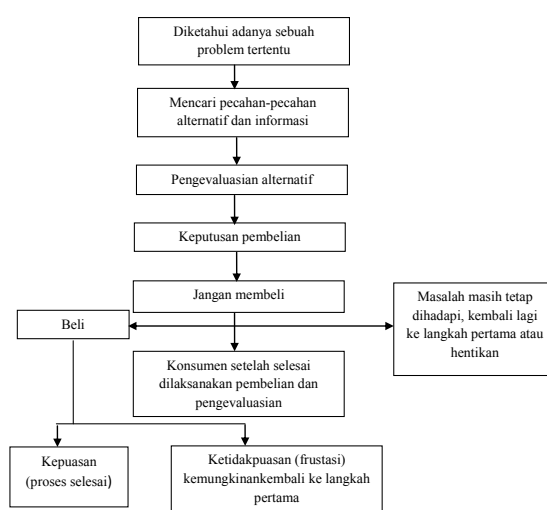 Diketahui adanya sebuah
problem tertentu
Mencari pecahan-pecahan
alternatif dan informasi
Pengevaluasian alternatif
Keputusan pembelian
Jangan membeli
Beli
Masalah masih tetap
dihadapi, kembali lagi
ke langkah pertama atau
hentikan
Konsumen setelah selesai
dilaksanakan pembelian dan
pengevaluasian
Kepuasan
(proses selesai)
Ketidakpuasan (frustasi)
kemungkinankembali ke langkah
pertama